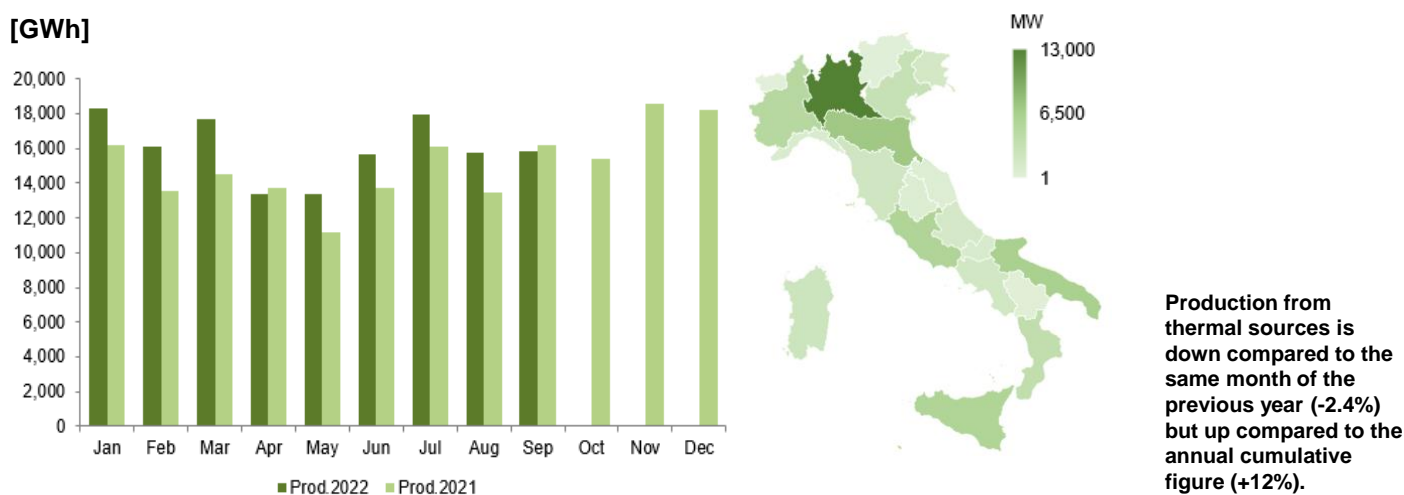 [GWh]
20,000
18,000
16,000
14,000
12,000
10,000
8,000
6,000
4,000
2,000
0
Jan Feb Mar Apr May Jun Jul Aug Sep Oct Nov Dec
Prod.2022 Prod.2021
MW
13,000
6,500
1
Production from
thermal sources is
down compared to the
same month of the
previous year (-2.4%)
but up compared to the
annual cumulative
figure (+12%).